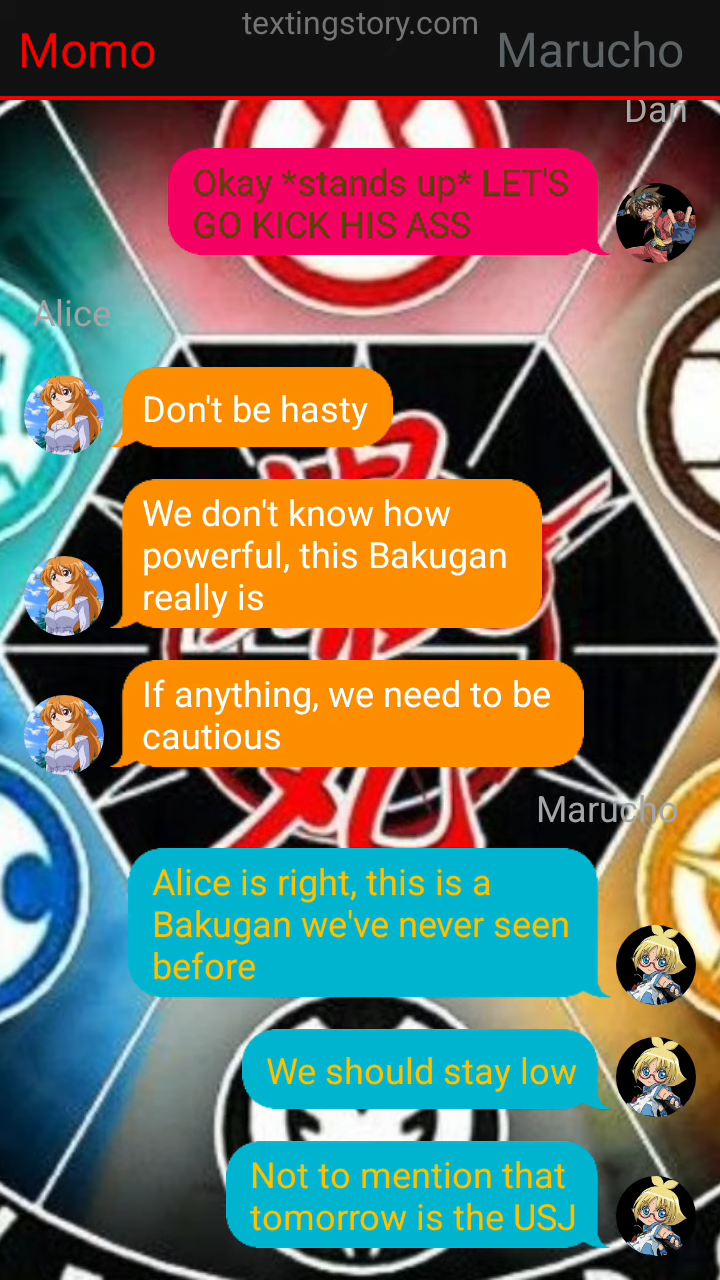 textingstory.com
Momo
Marucho
Dan
Okay *stands up* LET'S
GO KICK HIS ASS
Alice
Don't be hasty
We don't know how
powerful, this Bakugan
really is
If anything, we need to be
cautious
Marucho
Alice is right, this is a
Bakugan we've never seen
before
We should stay low
Not to mention that
tomorrow is the USJ